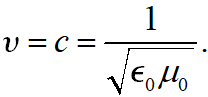 υ = c = 1/√(ϵ₀μ₀).